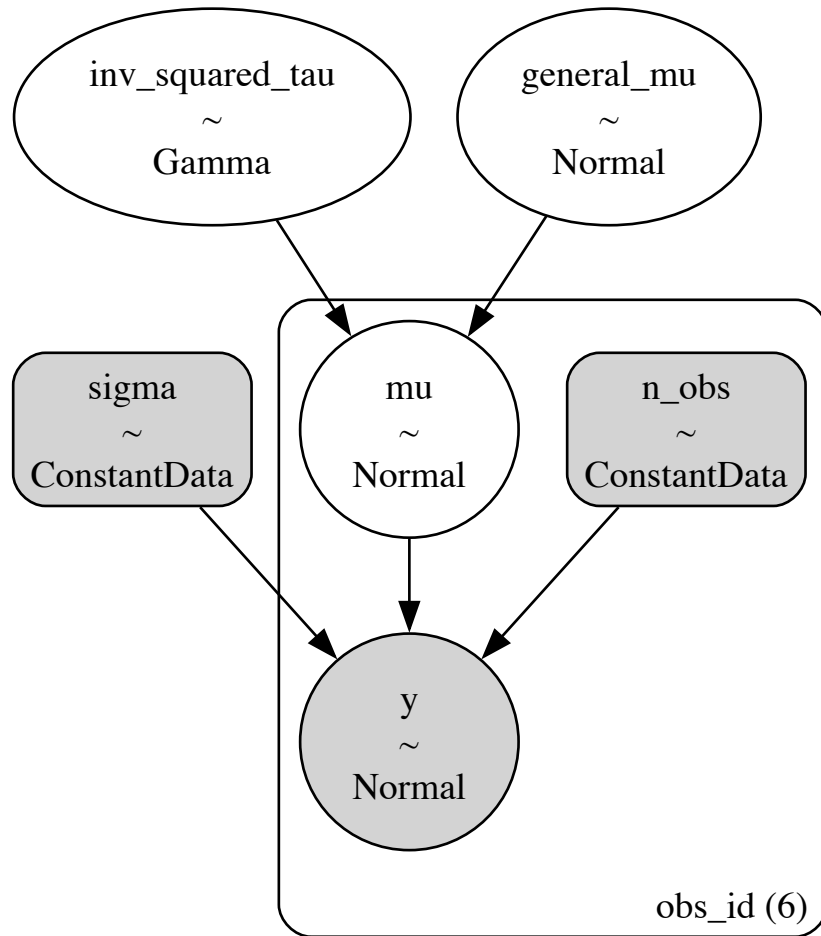 inv_squared_tau
~
Gamma
general_mu
~
Normal
sigma
~
ConstantData
mu
~
Normal
n_obs
~
ConstantData
y
~
Normal
obs_id (6)